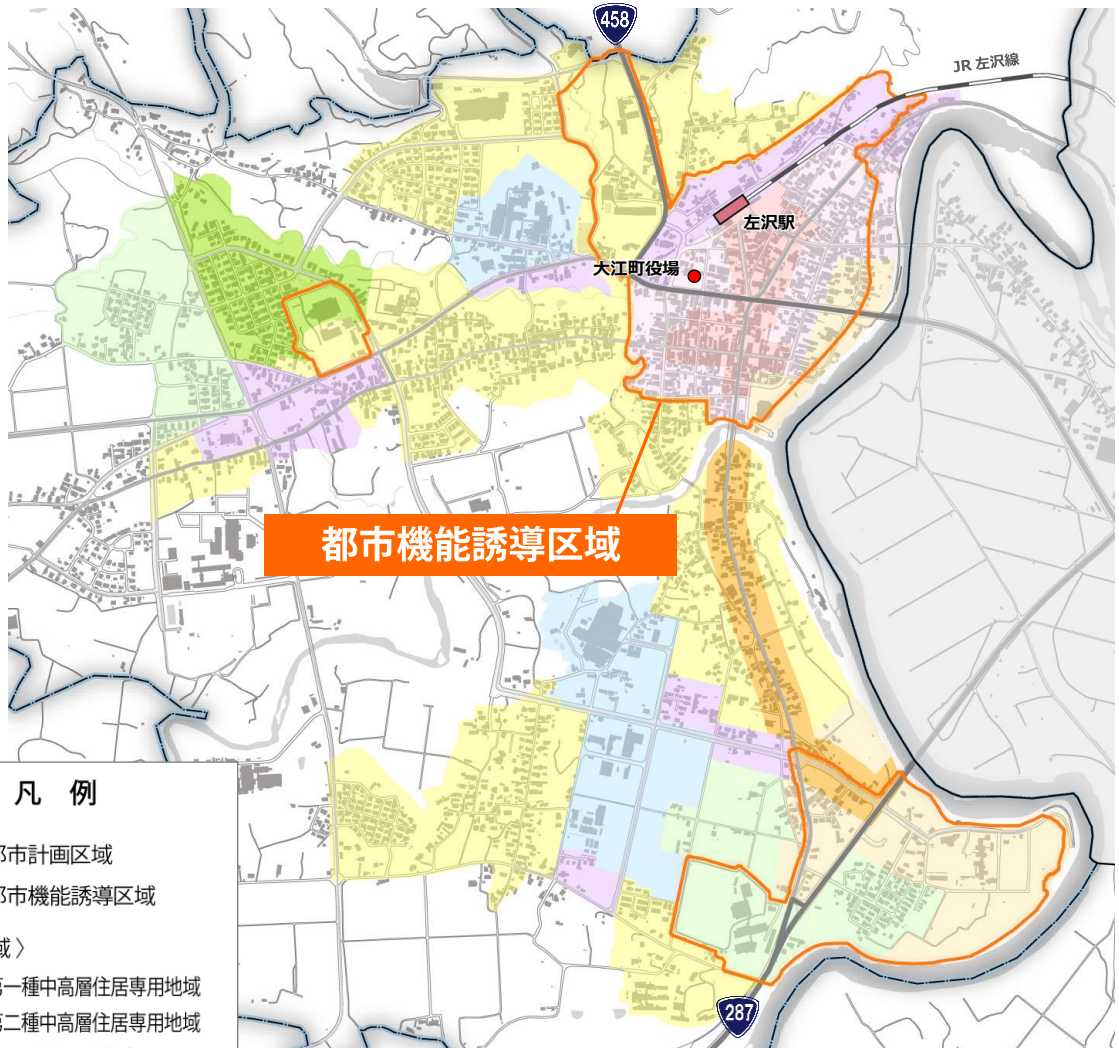 458
JR 左沢線
左沢駅
大江町役場
都市機能誘導区域
凡 例
都市計画区域
都市機能誘導区域
域 〉
第一種中高層住居専用地域
第二種中高層住居専用地域
287